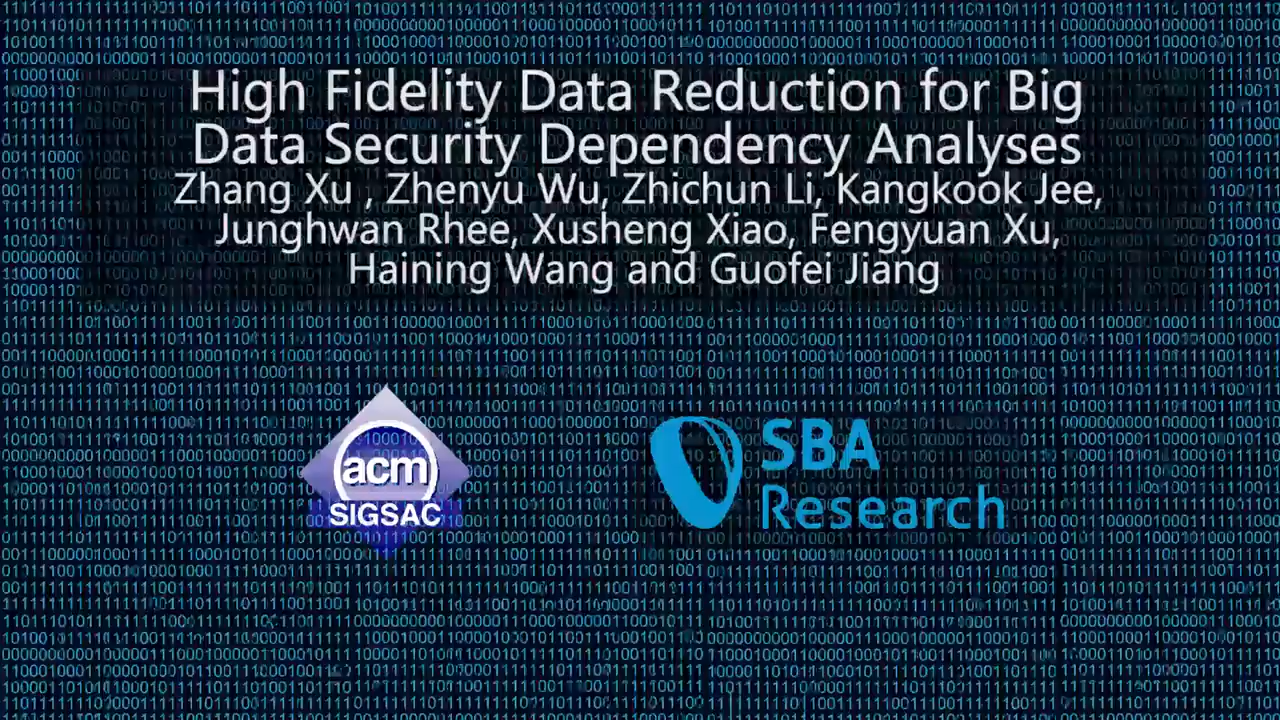 High Fidelity Data Reduction for Big
Data Security Dependency Analyses
Zhang Xu , Zhenyu Wu, Zhichun Li, Kangkook Jee,
Junghwan Rhee, Xusheng Xiao, Fengyuan Xu,
Haining Wang and Guofei Jiang
acm
SIGSAC
SBA
Research